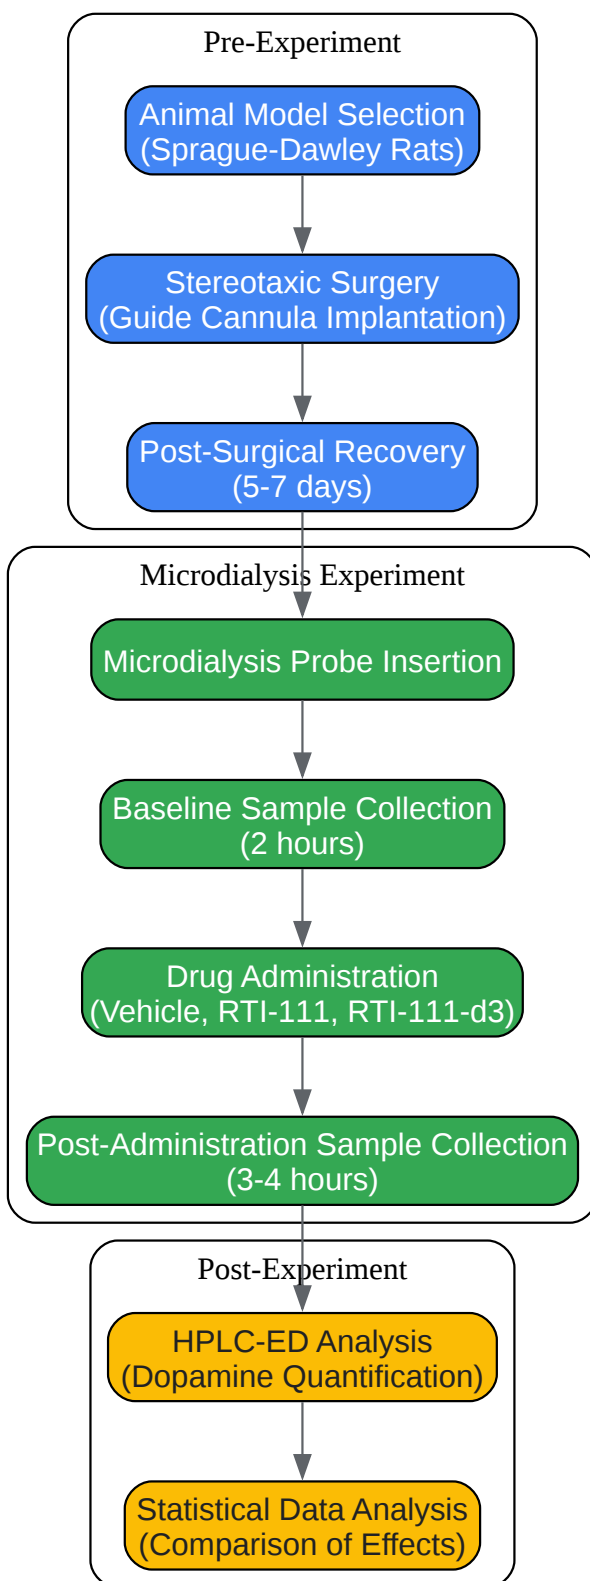 Pre-Experiment
Animal Model Selection
(Sprague-Dawley Rats)
Stereotaxic Surgery
(Guide Cannula Implantation)
Post-Surgical Recovery
(5-7 days)
Microdialysis Experiment
Microdialysis Probe Insertion
Baseline Sample Collection
(2 hours)
Drug Administration
(Vehicle, RTI-111, RTI-111-d3)
Post-Administration Sample Collection
(3-4 hours)
Post-Experiment
HPLC-ED Analysis
(Dopamine Quantification)
Statistical Data Analysis
(Comparison of Effects)